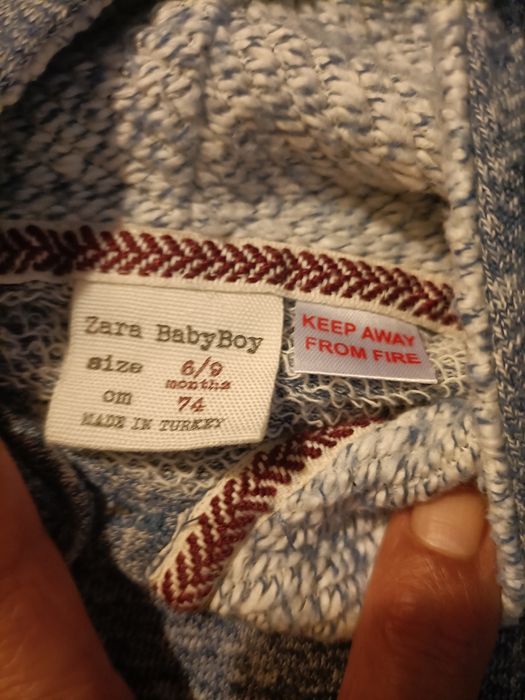 Zara BabyBoy
size 6/9
months
cm 74
MADE IN TURKEY
KEEP AWAY
FROM FIRE